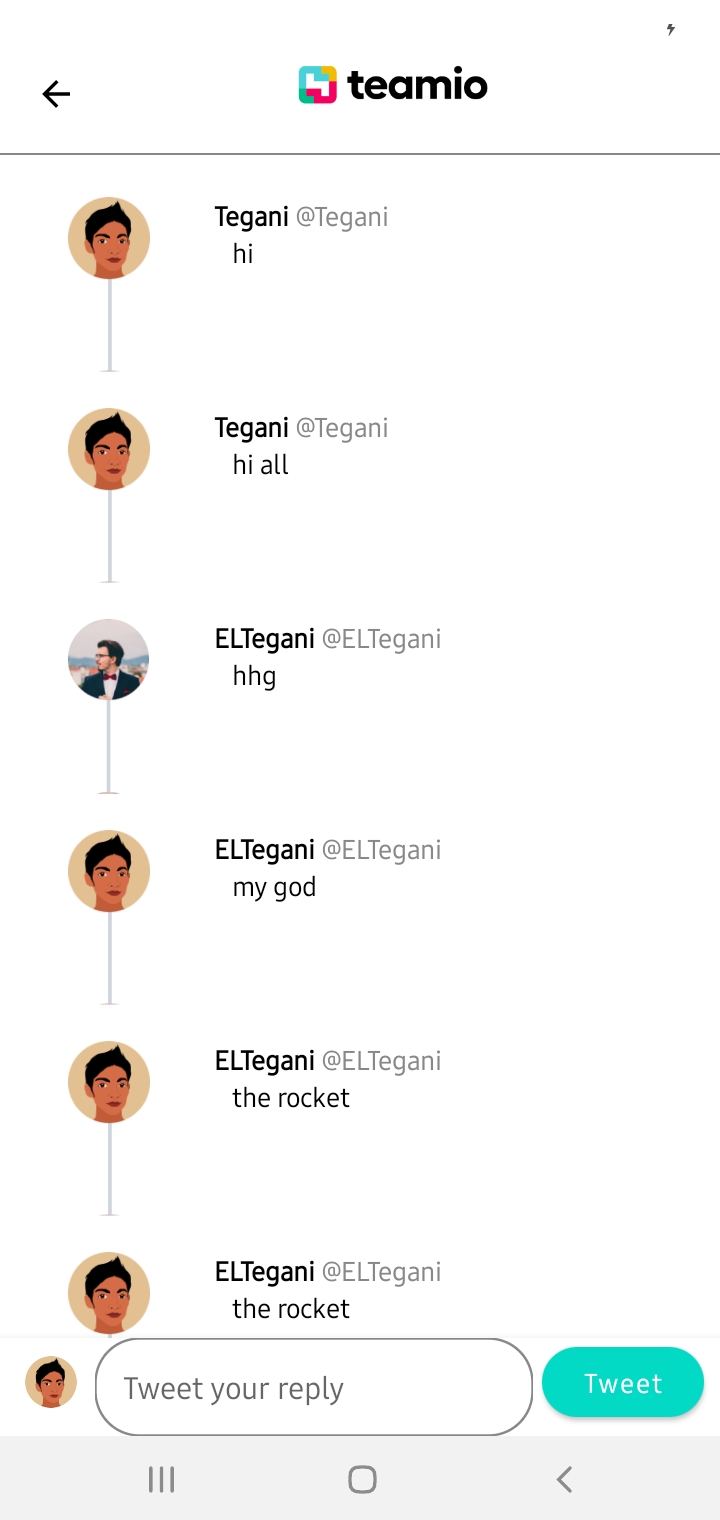 teamio
Tegani @Tegani
hi
Tegani @Tegani
hi all
ELTegani @ELTegani
hhg
ELTegani @ELTegani
my god
ELTegani @ELTegani
the rocket
ELTegani @ELTegani
the rocket
Tweet your reply
Tweet